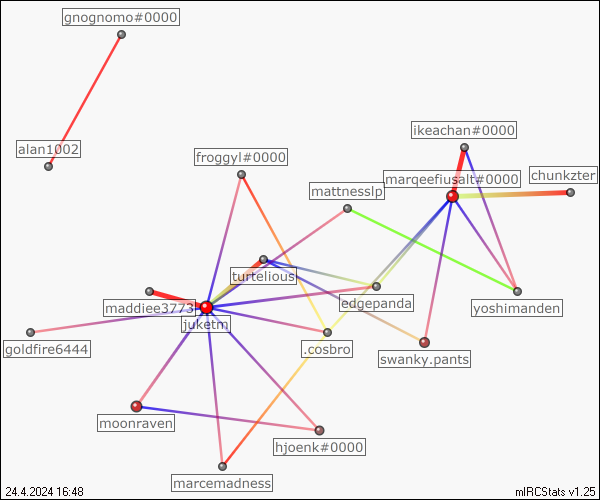 gnognomo#0000
alan1002
ikeachan#0000
froggyl#0000
marqeefiusalt#0000
chunkzter
mattnesslp
turtelious
edgepanda
maddiee3773
yoshimanden
juketm
goldfire6444
.cosbro
swanky.pants
moonraven
hjoenk#0000
marcemadness
24.4.2024 16:48
mIRCStats v1.25